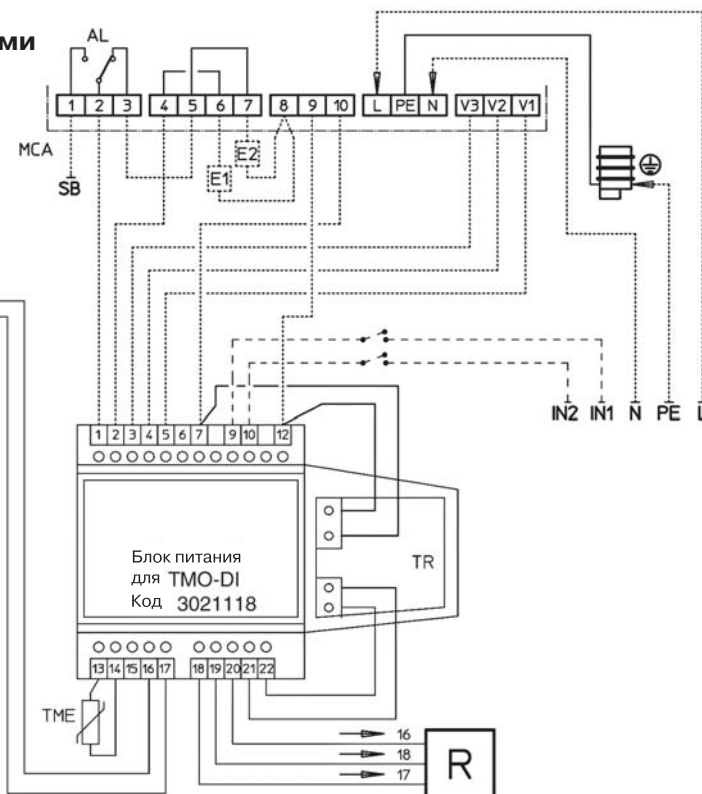 ми
AL
1 2 3 4 5 6 7 8 9 10 L PE N V3 V2 V1
MCA
E2
E1
SB
IN2 IN1 N PE L
1 2 3 4 5 6 7 9 10 12
Блок питания
для TMO-DI
Код 3021118
TR
13 14 15 16 17 18 19 20 21 22
TME
16
18
17
R